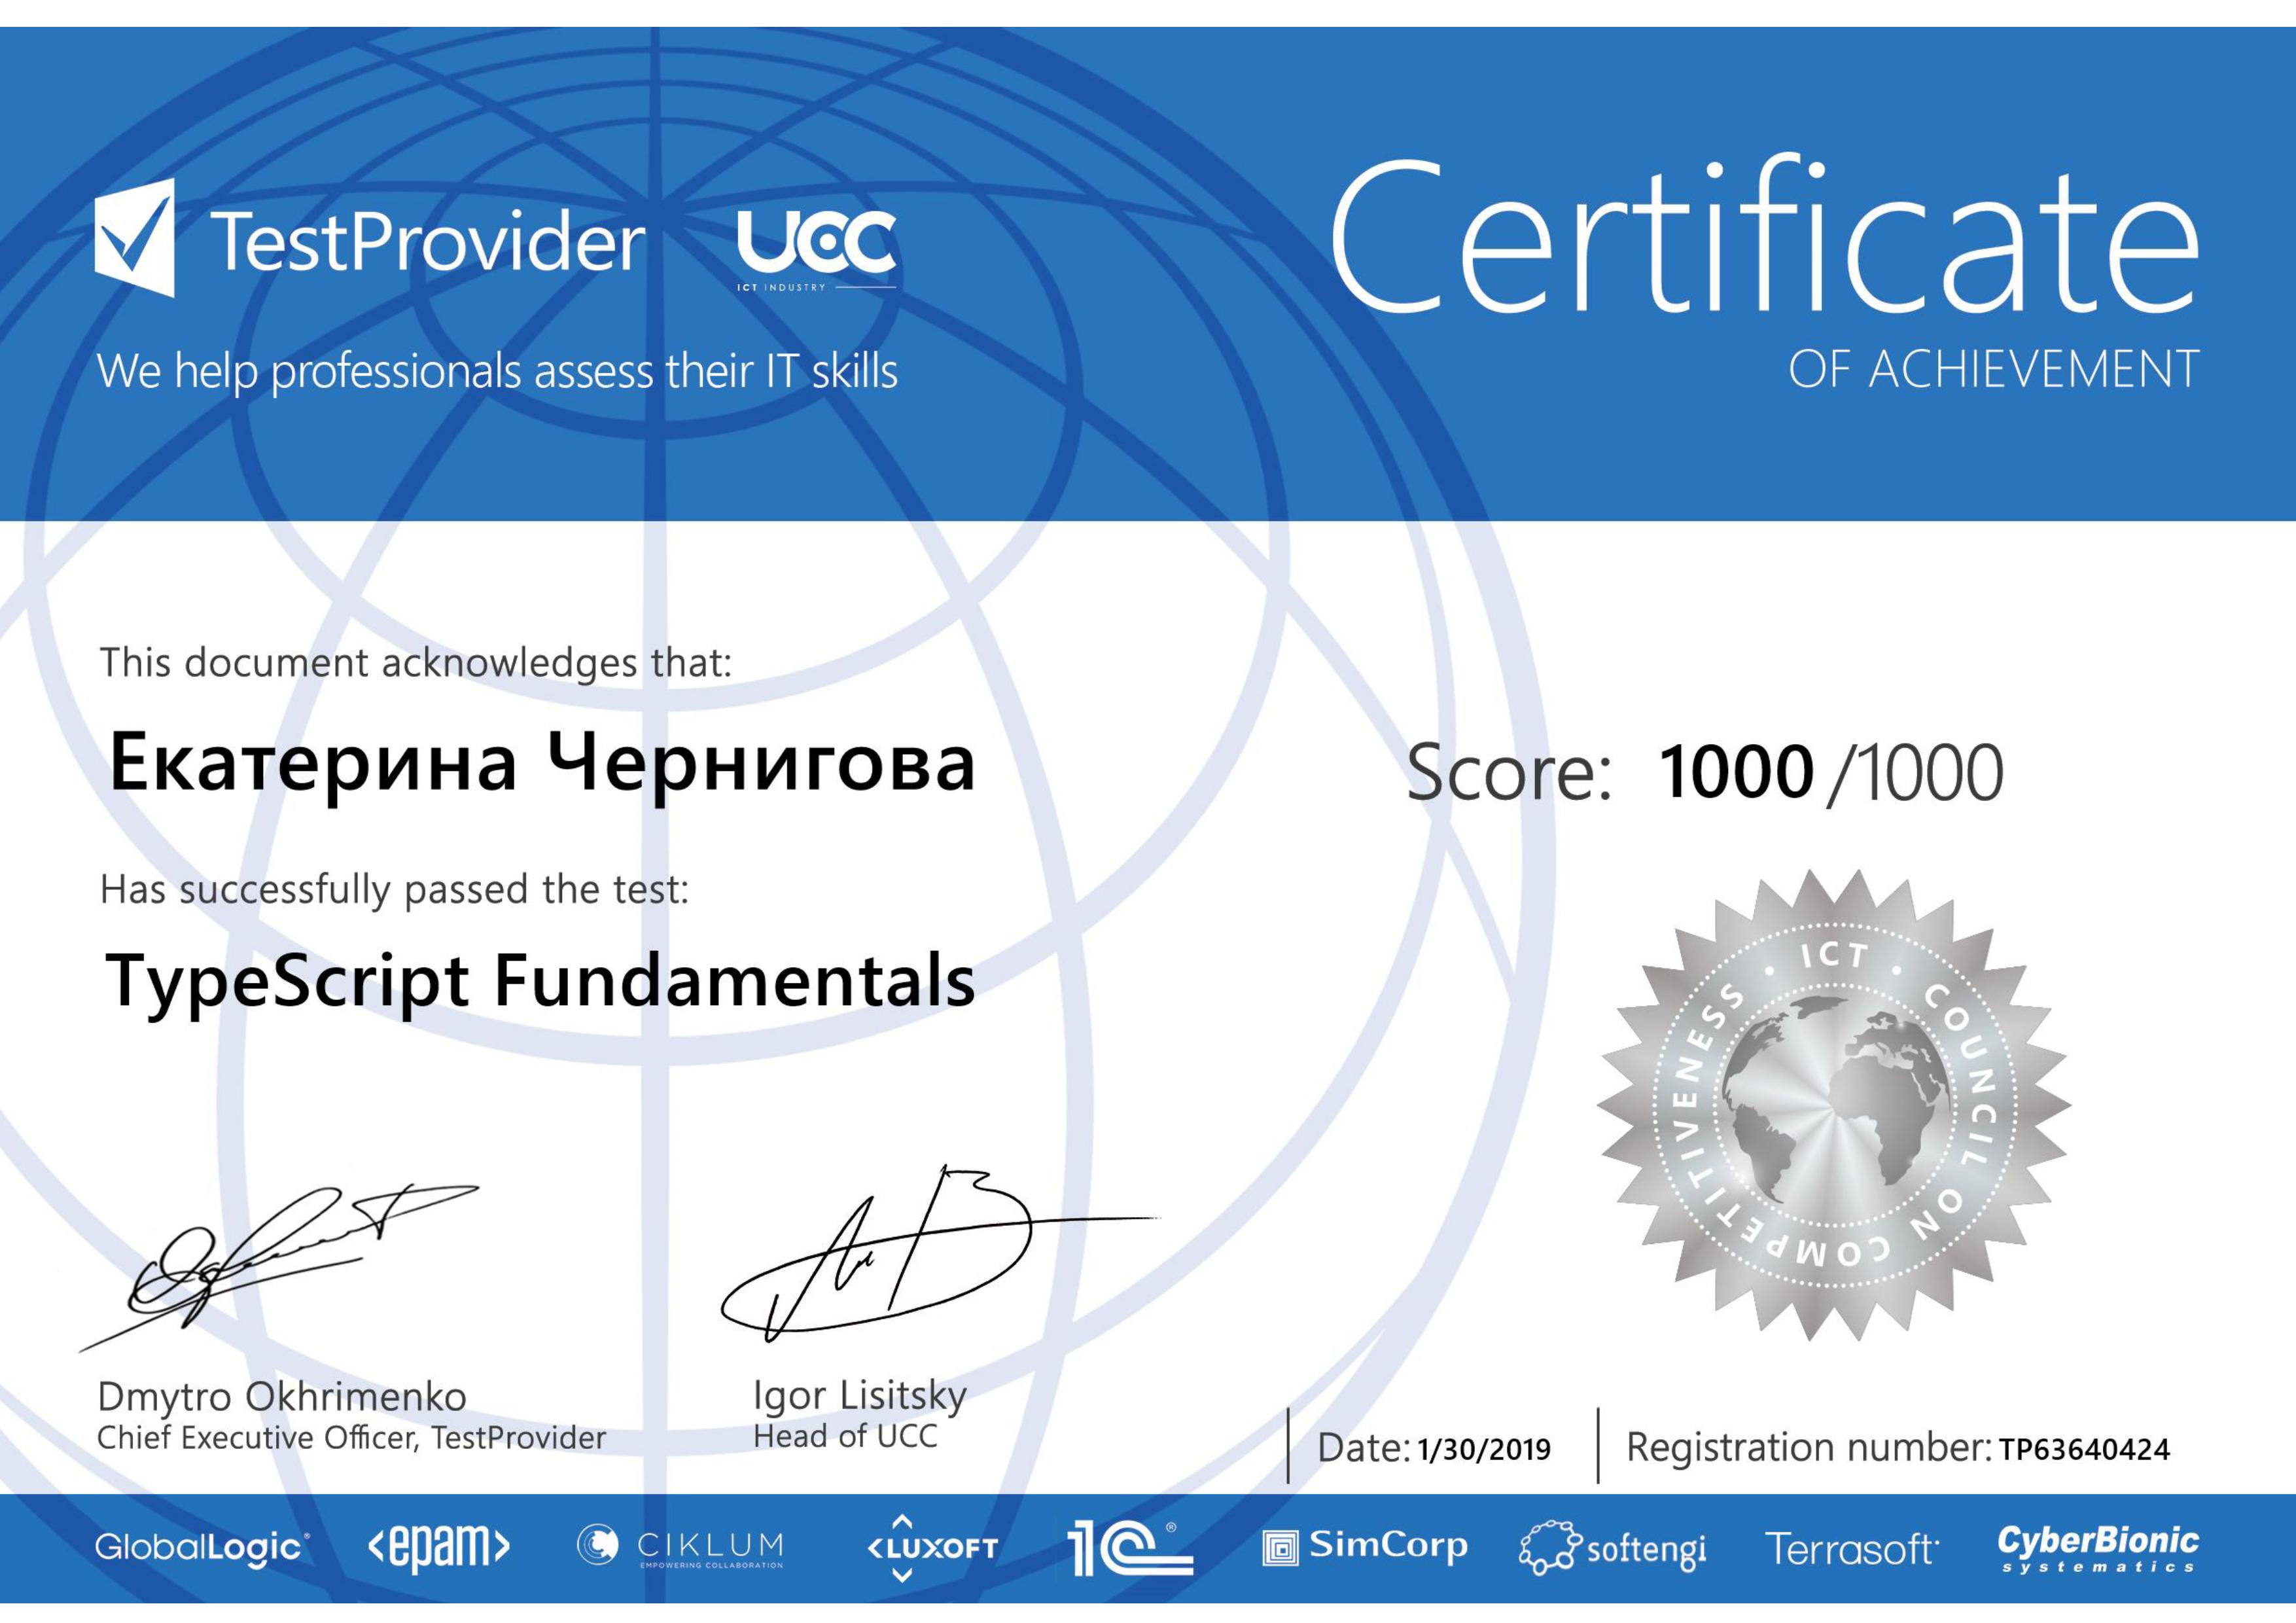 TestProvider
UCC
ICT INDUSTRY
We help professionals assess their IT skills
Certificate
OF ACHIEVEMENT
This document acknowledges that:
Екатерина Чернигова
Score: 1000 /1000
Has successfully passed the test:
TypeScript Fundamentals
ICT • COUNCIL ON COMPETITIVENESS •
Dmytro Okhrimenko
Chief Executive Officer, TestProvider
Igor Lisitsky
Head of UCC
Date: 1/30/2019
Registration number: TP63640424
GlobalLogic®
<epam>
CIKLUM
EMPOWERING COLLABORATION
<LUXOFT
1C®
SimCorp
softengi
Terrasoft
CyberBionic
systematics